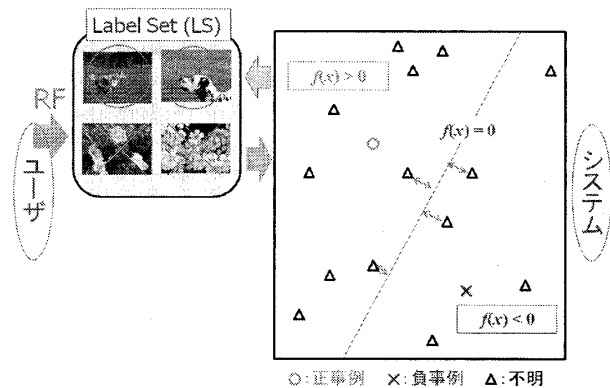 Label Set (LS)
RF
ユーザ
f(x) > 0
f(x) = 0
f(x) < 0
システム
○:正事例 ×:負事例 △:不明